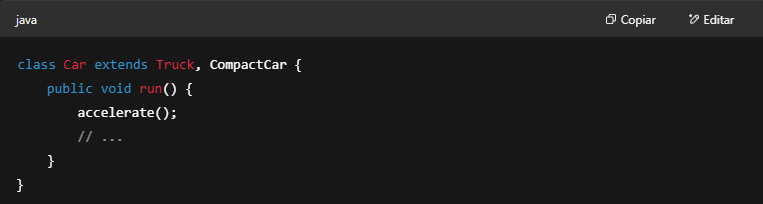 java Copiar Editar
class Car extends Truck, CompactCar {
    public void run() {
        accelerate();
        // ...
    }
}